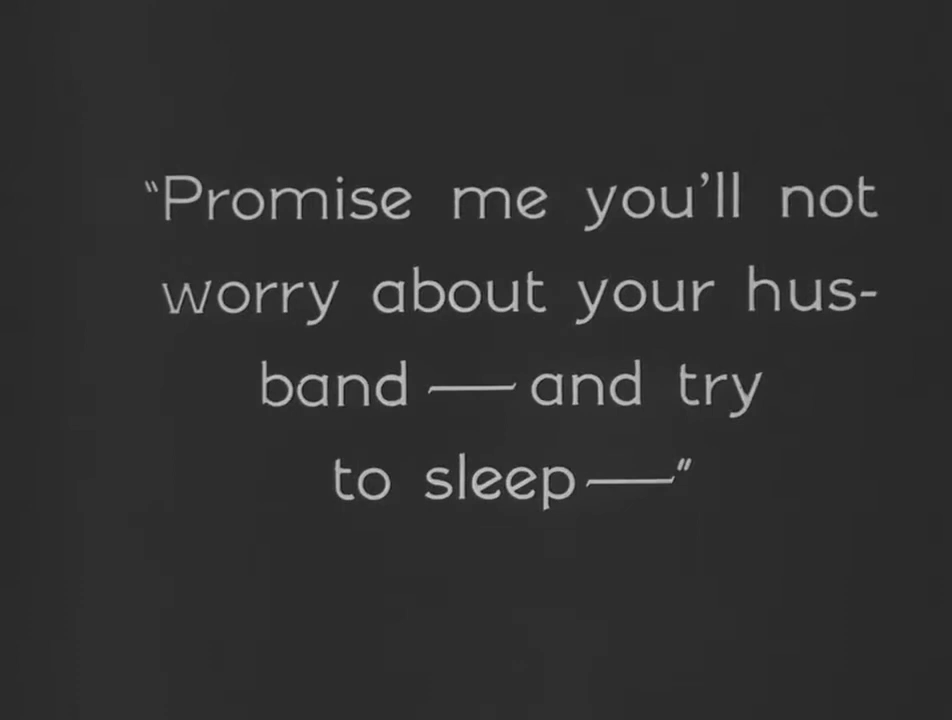 “Promise me you’ll not
worry about your hus-
band — and try
to sleep —”